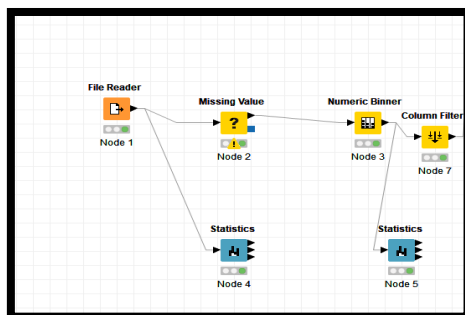 File Reader
Node 1
Missing Value
?
Node 2
Numeric Binner
Node 3
Column Filter
Node 7
Statistics
Node 4
Statistics
Node 5